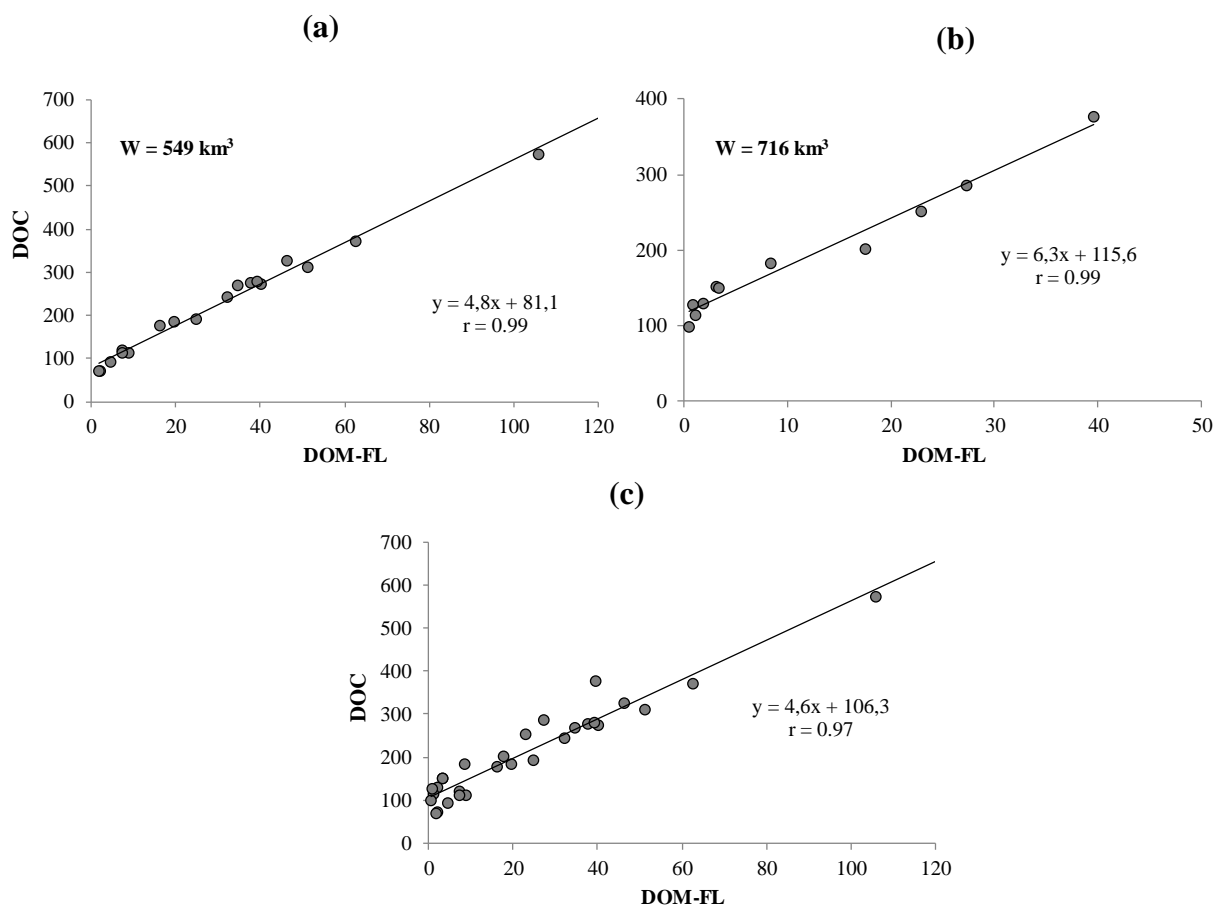 (a)
700
600
500
400
300
200
100
0
DOC
W = 549 km³
y = 4,8x + 81,1
r = 0.99
0 20 40 60 80 100 120
DOM-FL
(b)
400
300
200
100
0
W = 716 km³
y = 6,3x + 115,6
r = 0.99
0 10 20 30 40 50
DOM-FL
(c)
700
600
500
400
300
200
100
0
DOC
y = 4,6x + 106,3
r = 0.97
0 20 40 60 80 100 120
DOM-FL